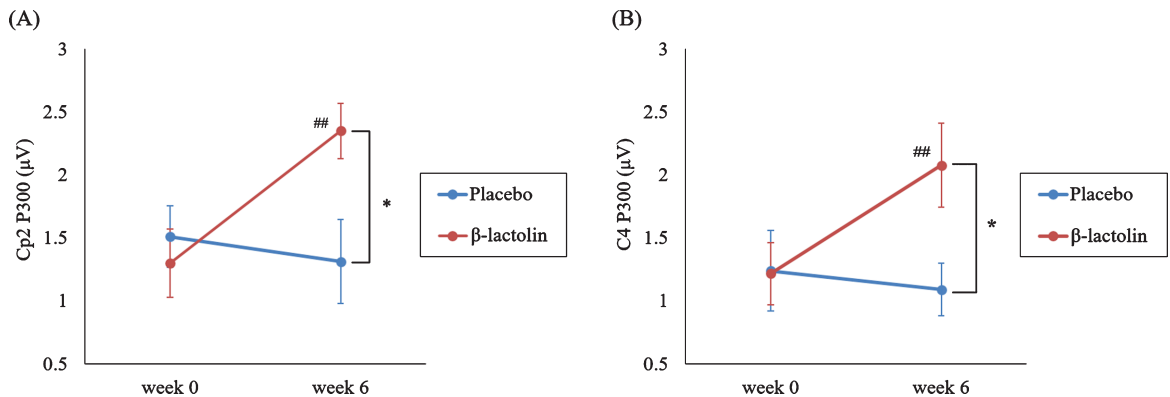 (A)
3
2.5
2
1.5
1
0.5
Cp2 P300 (μV)
##
*
week 0
week 6
Placebo
β-lactolin
(B)
3
2.5
2
1.5
1
0.5
C4 P300 (μV)
##
*
week 0
week 6
Placebo
β-lactolin